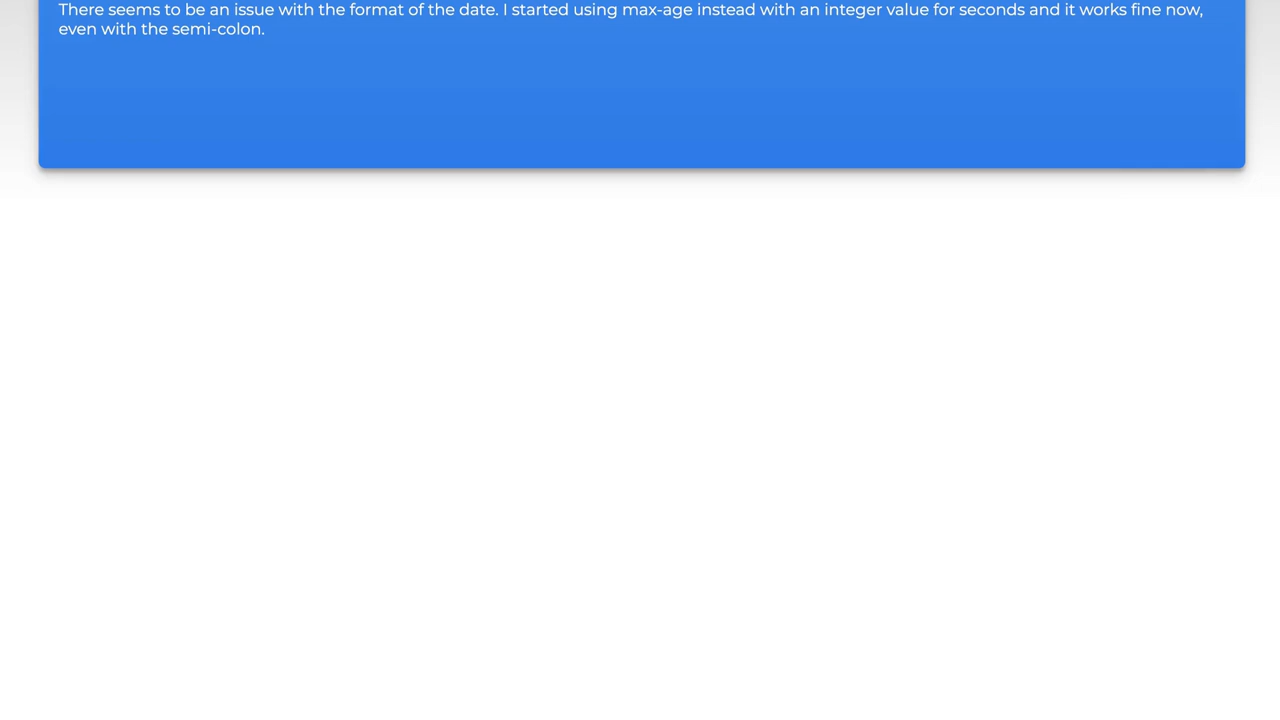 There seems to be an issue with the format of the date. I started using max-age instead with an integer value for seconds and it works fine now,
even with the semi-colon.